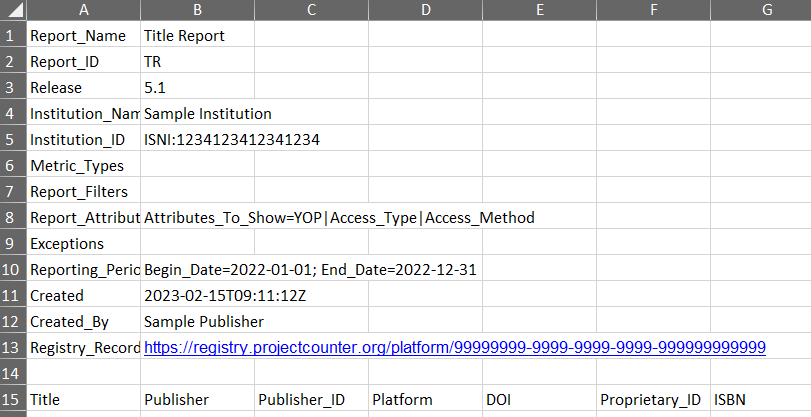 A B C D E F G
1 Report_Name Title Report
2 Report_ID TR
3 Release 5.1
4 Institution_Nam Sample Institution
5 Institution_ID ISNI:1234123412341234
6 Metric_Types
7 Report_Filters
8 Report_Attribut Attributes_To_Show=YOP|Access_Type|Access_Method
9 Exceptions
10 Reporting_Perio Begin_Date=2022-01-01; End_Date=2022-12-31
11 Created 2023-02-15T09:11:12Z
12 Created_By Sample Publisher
13 Registry_Record https://registry.projectcounter.org/platform/99999999-9999-9999-9999-999999999999
14
15 Title Publisher Publisher_ID Platform DOI Proprietary_ID ISBN